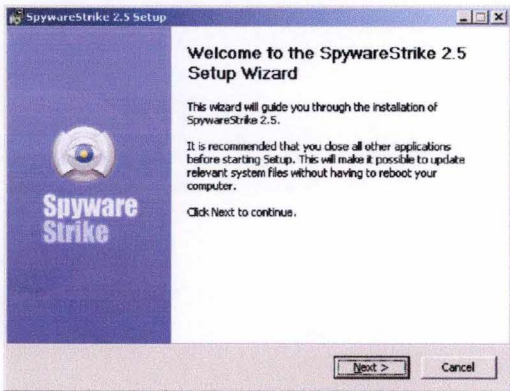 SpywareStrike 2.5 Setup
Welcome to the SpywareStrike 2.5
Setup Wizard
This wizard will guide you through the installation of
SpywareStrike 2.5.
It is recommended that you close all other applications
before starting Setup. This will make it possible to update
relevant system files without having to reboot your
computer.
Click Next to continue.
Spyware
Strike
Next >
Cancel